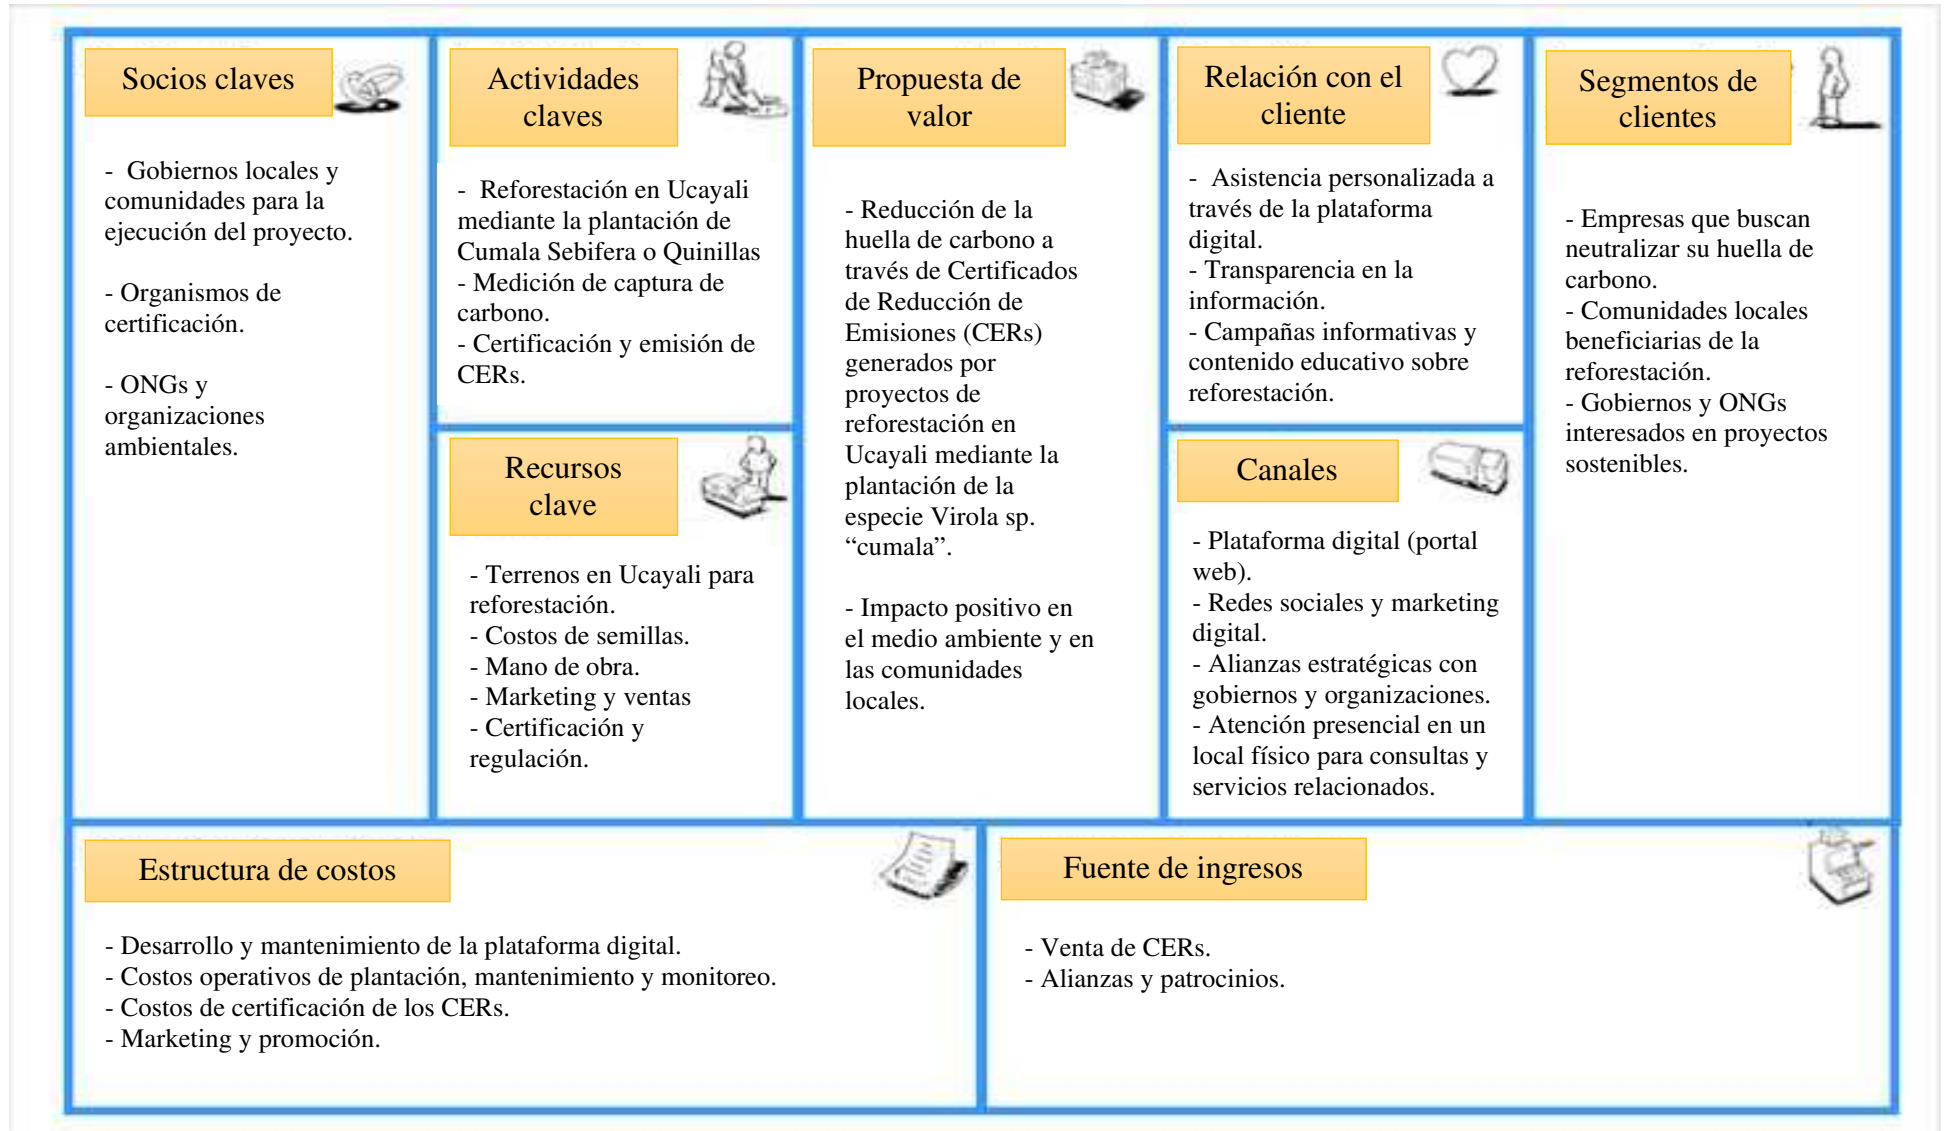 Socios claves
- Gobiernos locales y
comunidades para la
ejecución del proyecto.
- Organismos de
certificación.
- ONGs y
organizaciones
ambientales.
Actividades
claves
- Reforestación en Ucayali
mediante la plantación de
Cumala Sebifera o Quinillas
- Medición de captura de
carbono.
- Certificación y emisión de
CERs.
Recursos
clave
- Terrenos en Ucayali para
reforestación.
- Costos de semillas.
- Mano de obra.
- Marketing y ventas
- Certificación y
regulación.
Propuesta de
valor
- Reducción de la
huella de carbono a
través de Certificados
de Reducción de
Emisiones (CERs)
generados por
proyectos de
reforestación en
Ucayali mediante la
plantación de la
especie Virola sp.
“cumala”.
- Impacto positivo en
el medio ambiente y en
las comunidades
locales.
Relación con el
cliente
- Asistencia personalizada a
través de la plataforma
digital.
- Transparencia en la
información.
- Campañas informativas y
contenido educativo sobre
reforestación.
Canales
- Plataforma digital (portal
web).
- Redes sociales y marketing
digital.
- Alianzas estratégicas con
gobiernos y organizaciones.
- Atención presencial en un
local físico para consultas y
servicios relacionados.
Segmentos de
clientes
- Empresas que buscan
neutralizar su huella de
carbono.
- Comunidades locales
beneficiarias de la
reforestación.
- Gobiernos y ONGs
interesados en proyectos
sostenibles.
Estructura de costos
- Desarrollo y mantenimiento de la plataforma digital.
- Costos operativos de plantación, mantenimiento y monitoreo.
- Costos de certificación de los CERs.
- Marketing y promoción.
Fuente de ingresos
- Venta de CERs.
- Alianzas y patrocinios.